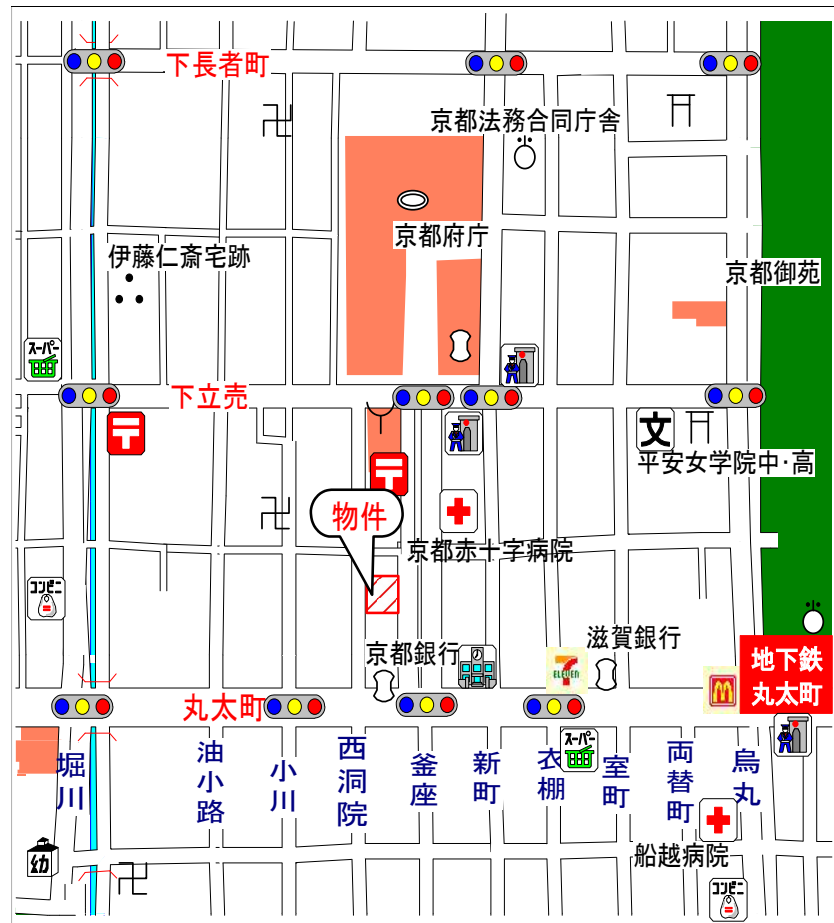 下長者町
京都法務合同庁舎
京都府庁
伊藤仁斎宅跡
京都御苑
スーパー
下立売
文
平安女学院中・高
物件
京都赤十字病院
コンビニ
京都銀行
滋賀銀行
7
ELEVEN
地下鉄
丸太町
丸太町
スーパー
堀川
油小路
小川
西洞院
釜座
新町
衣棚
室町
両替町
烏丸
船越病院
幼
コンビニ